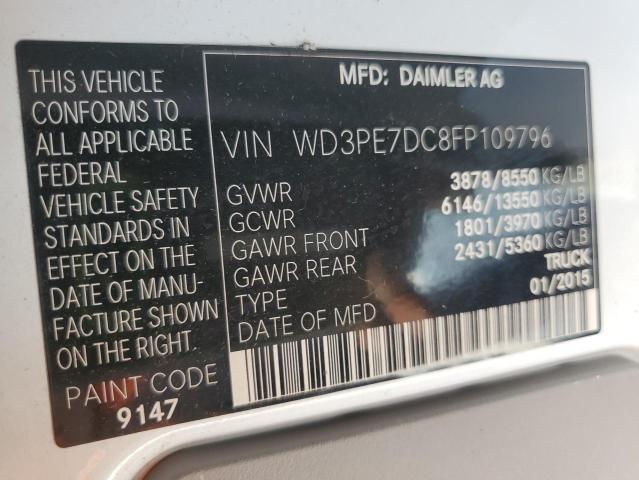 THIS VEHICLE
CONFORMS TO
ALL APPLICABLE
FEDERAL
VEHICLE SAFETY
STANDARDS IN
EFFECT ON THE
DATE OF MANU-
FACTURE SHOWN
ON THE RIGHT.
PAINT CODE
9147
MFD: DAIMLER AG
VIN WD3PE7DC8FP109796
GVWR 3878/8550 KG/LB
GCWR 6146/13550 KG/LB
GAWR FRONT 1801/3970 KG/LB
GAWR REAR 2431/5360 KG/LB
TYPE TRUCK
DATE OF MFD 01/2015